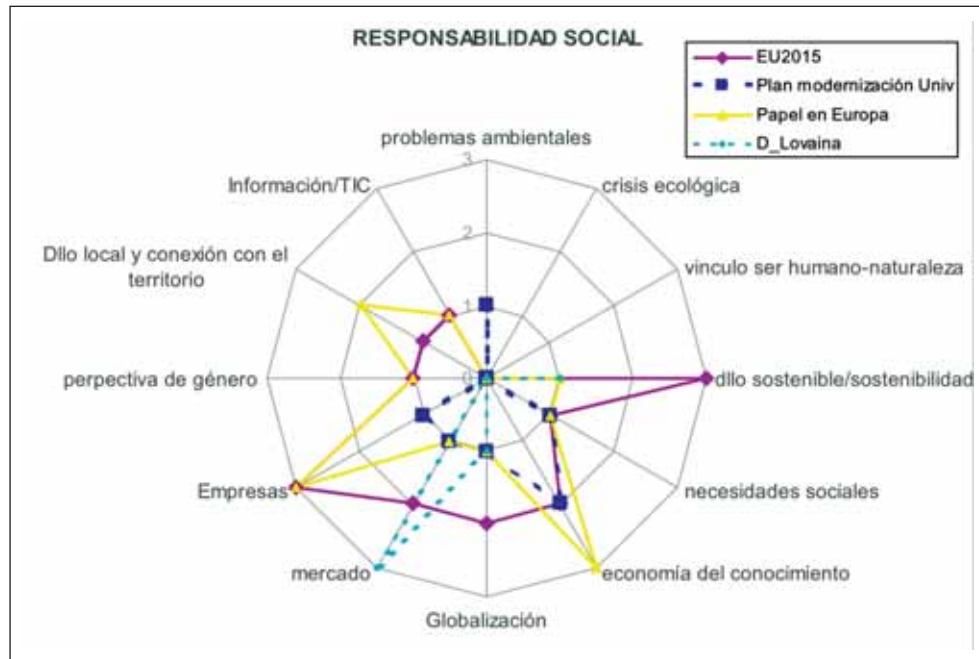 RESPONSABILIDAD SOCIAL
EU2015
Plan modernización Univ
Papel en Europa
D_Lovaina
problemas ambientales
crisis ecológica
vinculo ser humano-naturaleza
dllo sostenible/sostenibilidad
necesidades sociales
economía del conocimiento
Globalización
mercado
Empresas
perpectiva de género
Dllo local y conexión con el
territorio
Información/TIC
3
2
1
0